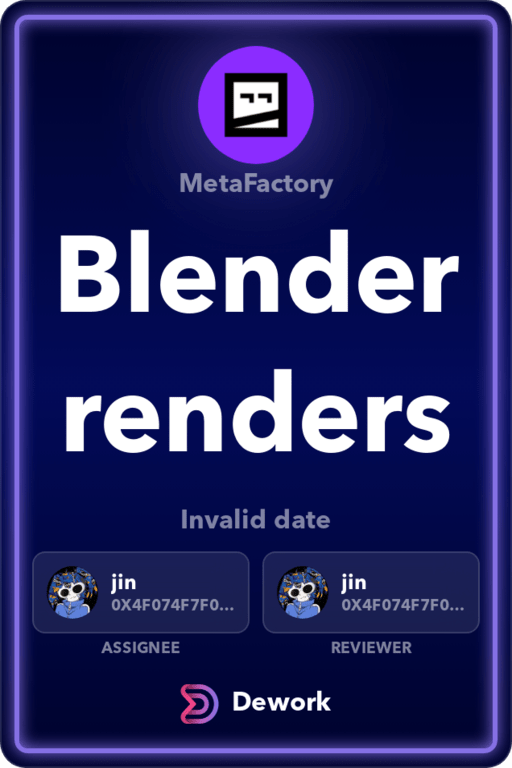 MetaFactory
Blender
renders
Invalid date
jin
0X4F074F7F0...
jin
0X4F074F7F0...
ASSIGNEE
REVIEWER
Dework